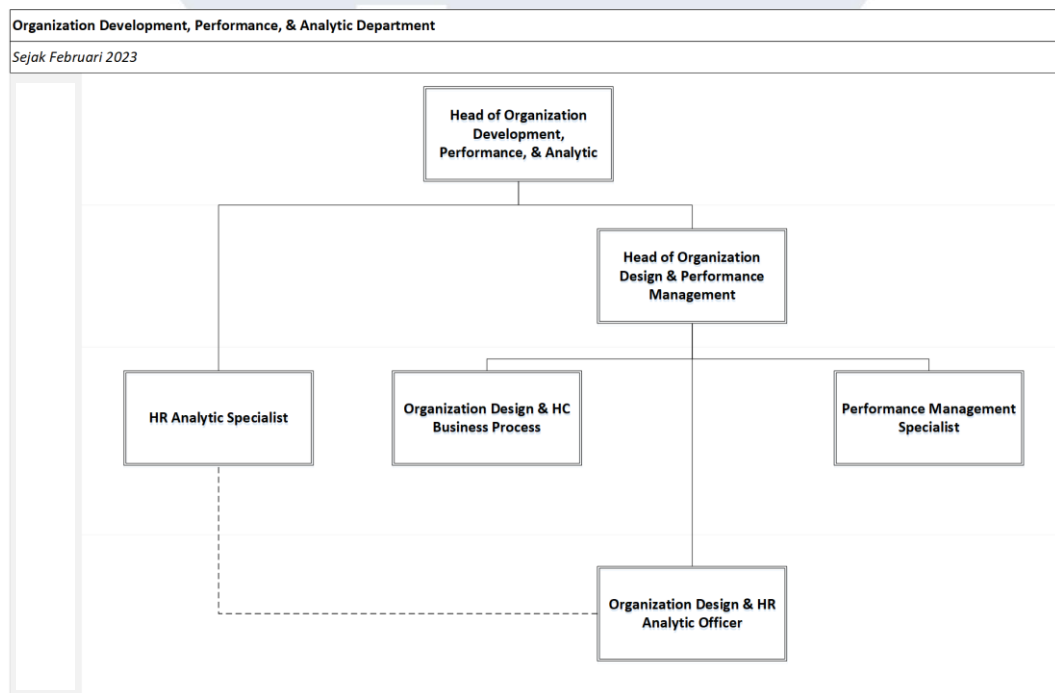 Organization Development, Performance, & Analytic Department
Sejak Februari 2023
Head of Organization
Development,
Performance, & Analytic
Head of Organization
Design & Performance
Management
HR Analytic Specialist
Organization Design & HC
Business Process
Performance Management
Specialist
Organization Design & HR
Analytic Officer